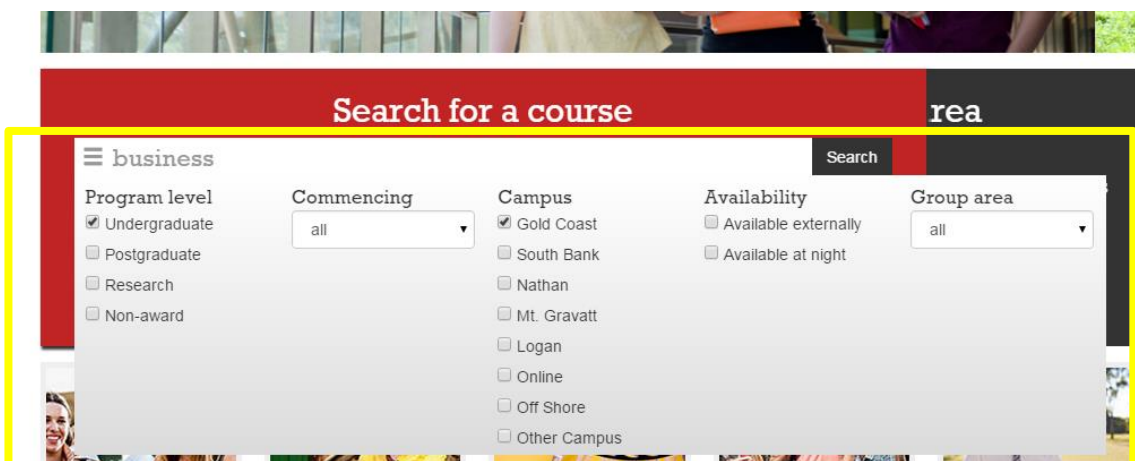 Search for a course
rea
business
Search
Program level
Undergraduate
Postgraduate
Research
Non-award
Commencing
all
Campus
Gold Coast
South Bank
Nathan
Mt. Gravatt
Logan
Online
Off Shore
Other Campus
Availability
Available externally
Available at night
Group area
all
s